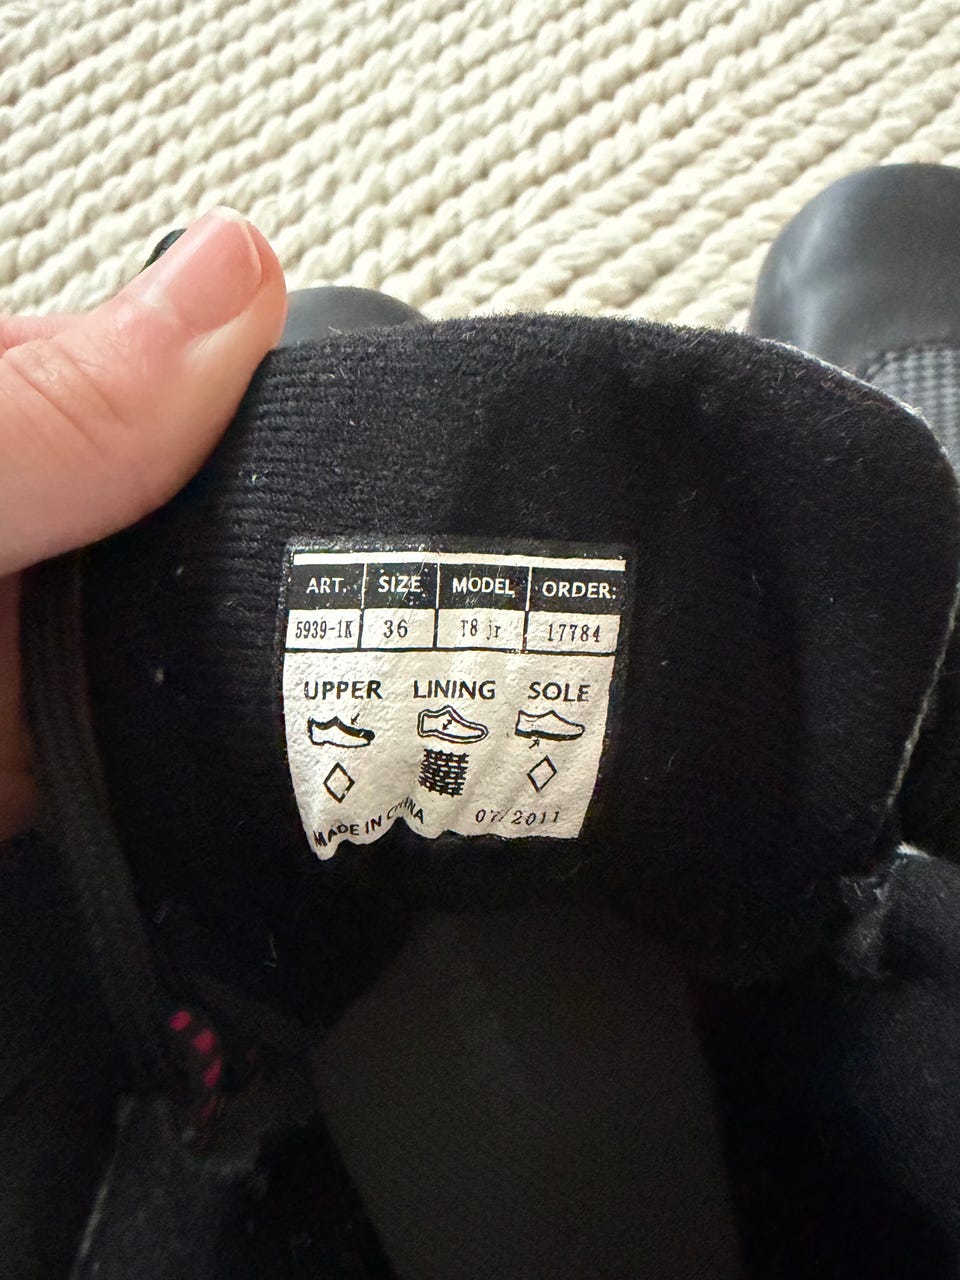 ART. SIZE MODEL ORDER:
5939-1K 36 T8 jr 17784
UPPER LINING SOLE
MADE IN CHINA 07/2011